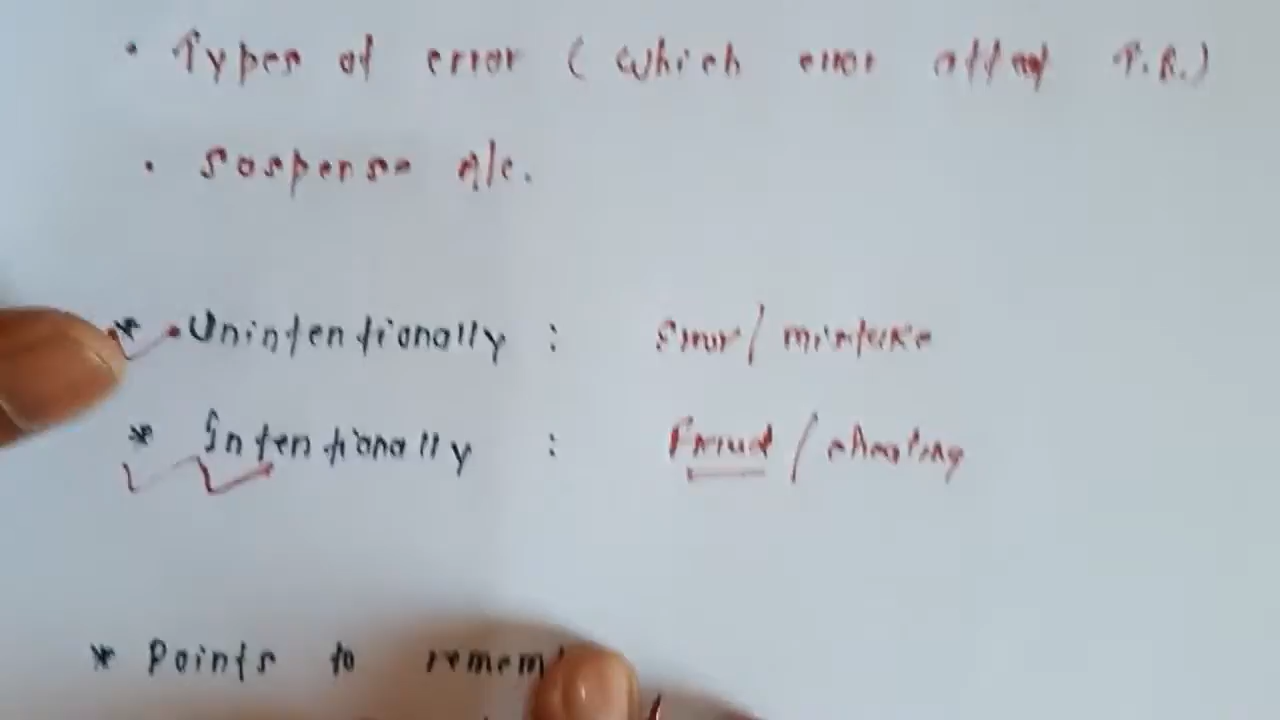 • Types of error (which error affect T.B.)
• Suspense A/c.
* • Unintentionally : Error/ mistake
* Intentionally : Fraud / cheating
* Points to remem